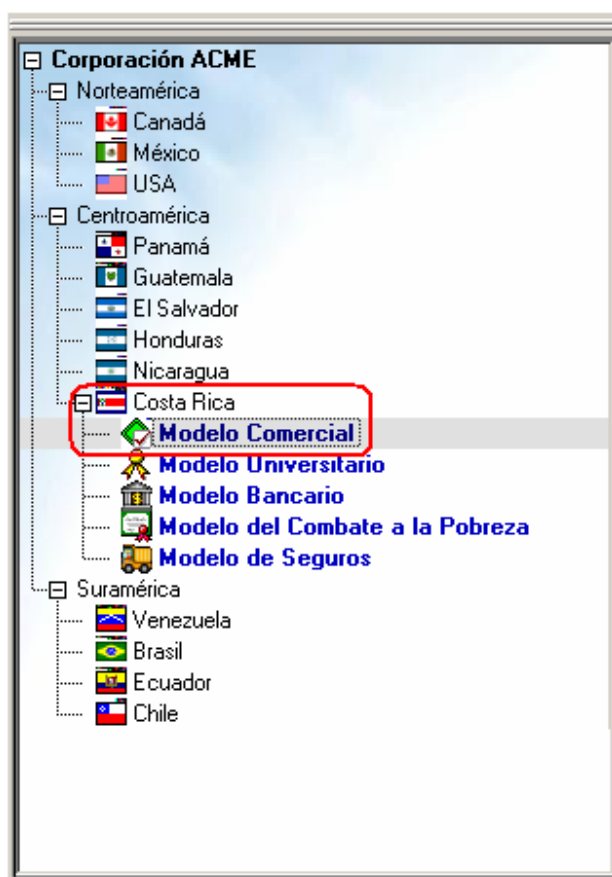 Corporación ACME
Norteamérica
Canadá
México
USA
Centroamérica
Panamá
Guatemala
El Salvador
Honduras
Nicaragua
Costa Rica
Modelo Comercial
Modelo Universitario
Modelo Bancario
Modelo del Combate a la Pobreza
Modelo de Seguros
Suramérica
Venezuela
Brasil
Ecuador
Chile